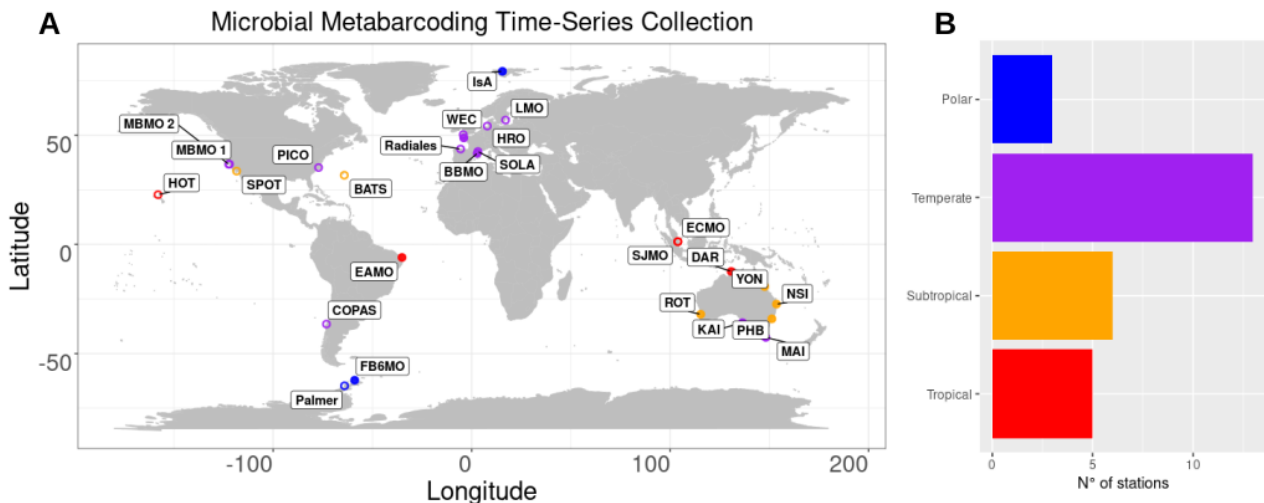 A
Microbial Metabarcoding Time-Series Collection
IsA
LMO
WEC
MBMO 2
HRO
MBMO 1
PICO
Radiales
BBMO
SOLA
HOT
SPOT
BATS
ECMO
SJMO
DAR
YON
EAMO
NSI
ROT
COPAS
KAI
PHB
MAI
FB6MO
Palmer
50
0
-50
Latitude
-100
0
100
200
Longitude
B
Polar
Temperate
Subtropical
Tropical
0
5
10
N° of stations